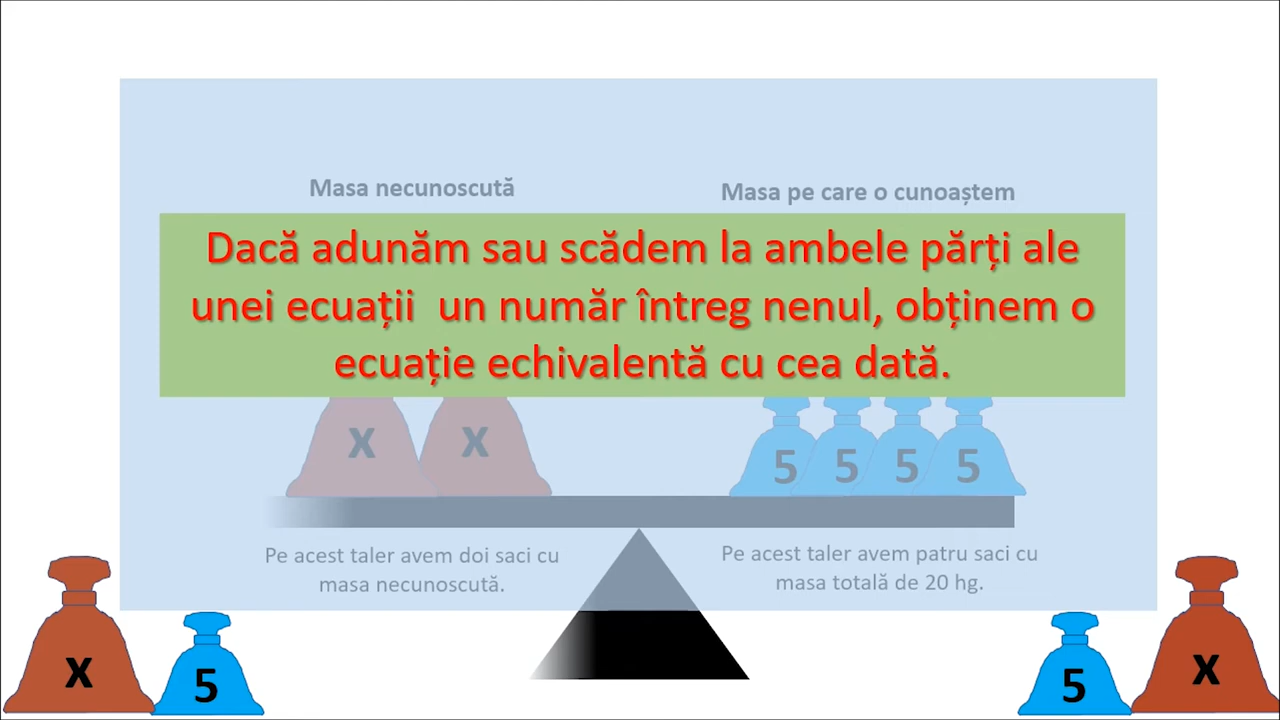 Masa necunoscută
Masa pe care o cunoaștem
Dacă adunăm sau scădem la ambele părți ale
unei ecuații un număr întreg nenul, obținem o
ecuație echivalentă cu cea dată.
X X
5 5 5 5
Pe acest taler avem doi saci cu
masa necunoscută.
Pe acest taler avem patru saci cu
masa totală de 20 hg.
X 5
5 X